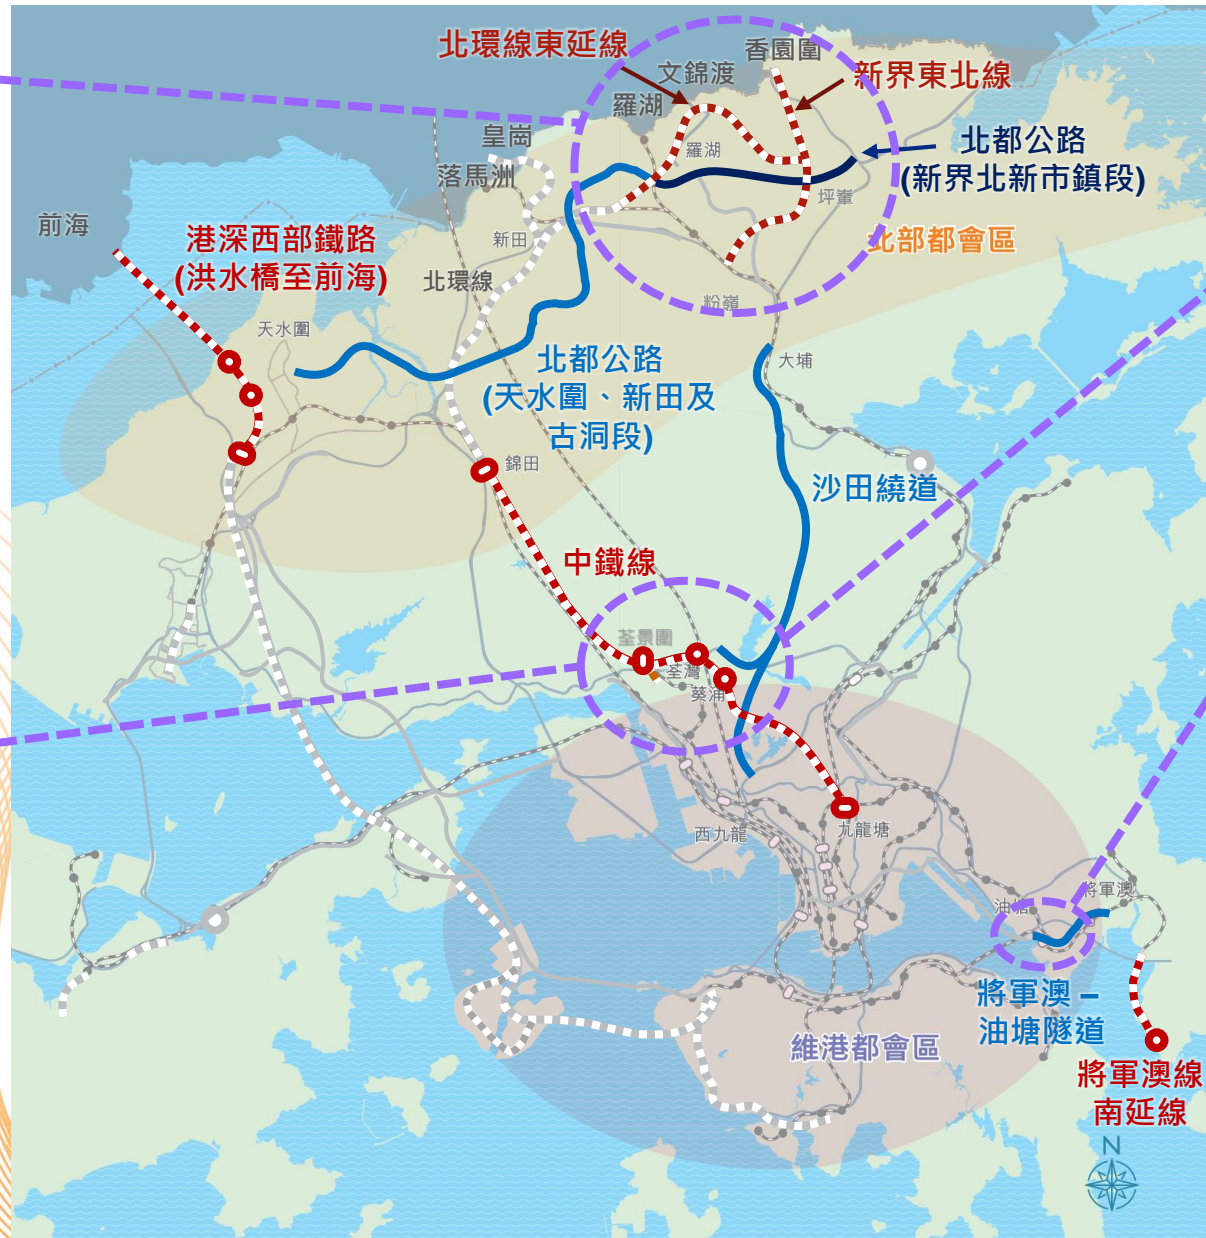 北環線東延線
香園圍
文錦渡
新界東北線
羅湖
皇崗
羅湖
北都公路
(新界北新市鎮段)
落馬洲
坪輋
前海
港深西部鐵路
(洪水橋至前海)
新田
北部都會區
北環線
粉嶺
天水圍
北都公路
(天水圍、新田及
古洞段)
大埔
錦田
沙田繞道
中鐵線
荃景圍
荃灣
葵涌
西九龍
九龍塘
將軍澳
油塘
將軍澳 –
油塘隧道
維港都會區
將軍澳線
南延線
N